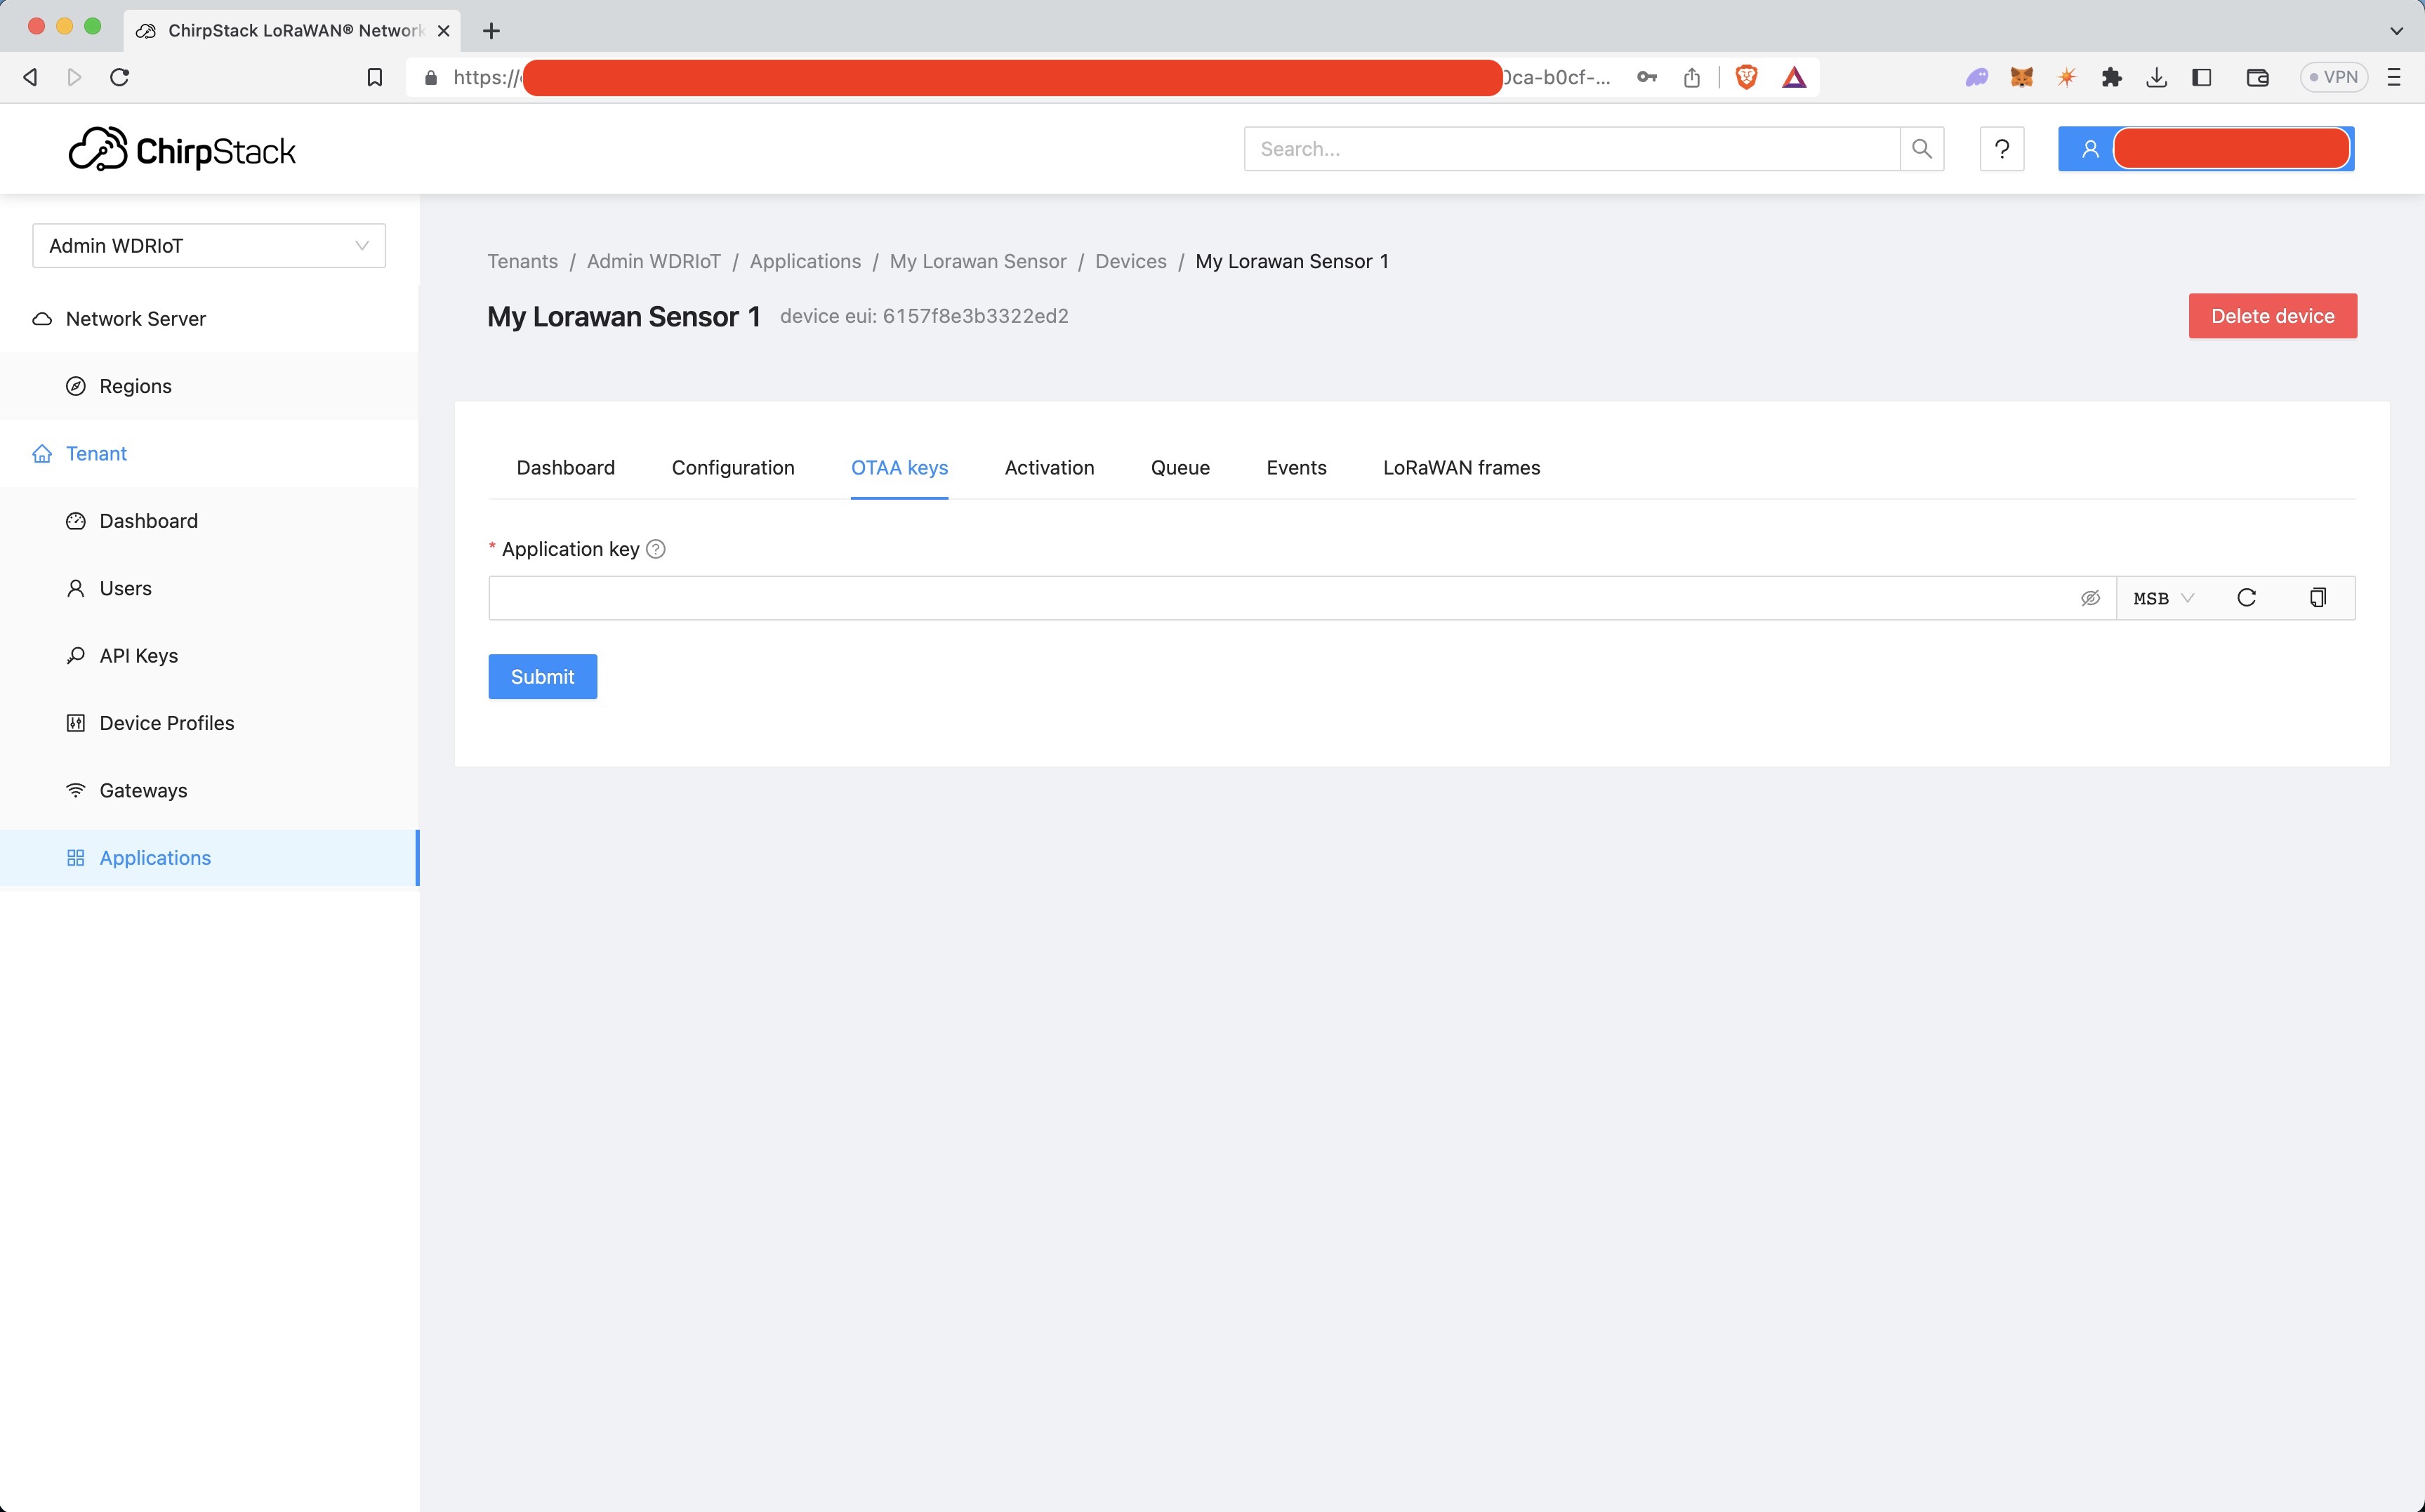 ChirpStack LoRaWAN® Network
https://
0ca-b0cf-...
VPN
ChirpStack
Search...
?
Admin WDRIoT
Network Server
Regions
Tenant
Dashboard
Users
API Keys
Device Profiles
Gateways
Applications
Tenants / Admin WDRIoT / Applications / My Lorawan Sensor / Devices / My Lorawan Sensor 1
My Lorawan Sensor 1 device eui: 6157f8e3b3322ed2
Delete device
Dashboard Configuration OTAA keys Activation Queue Events LoRaWAN frames
* Application key
MSB
Submit